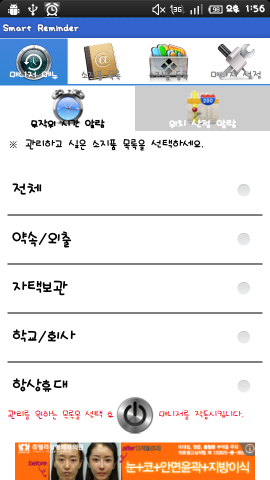 3G
오후 1:56
Smart Reminder
매니저 메뉴
소지품 목록
매니저 설정
무작위 시간 알람
위치 설정 알람
※ 관리하고 싶은 소지품 목록을 선택하세요.
전체
약속/외출
자택보관
학교/회사
항상휴대
관리를 원하는 목록을 선택 후
매니저를 작동시킵니다.
before
after
눈+코+안면윤곽+지방이식